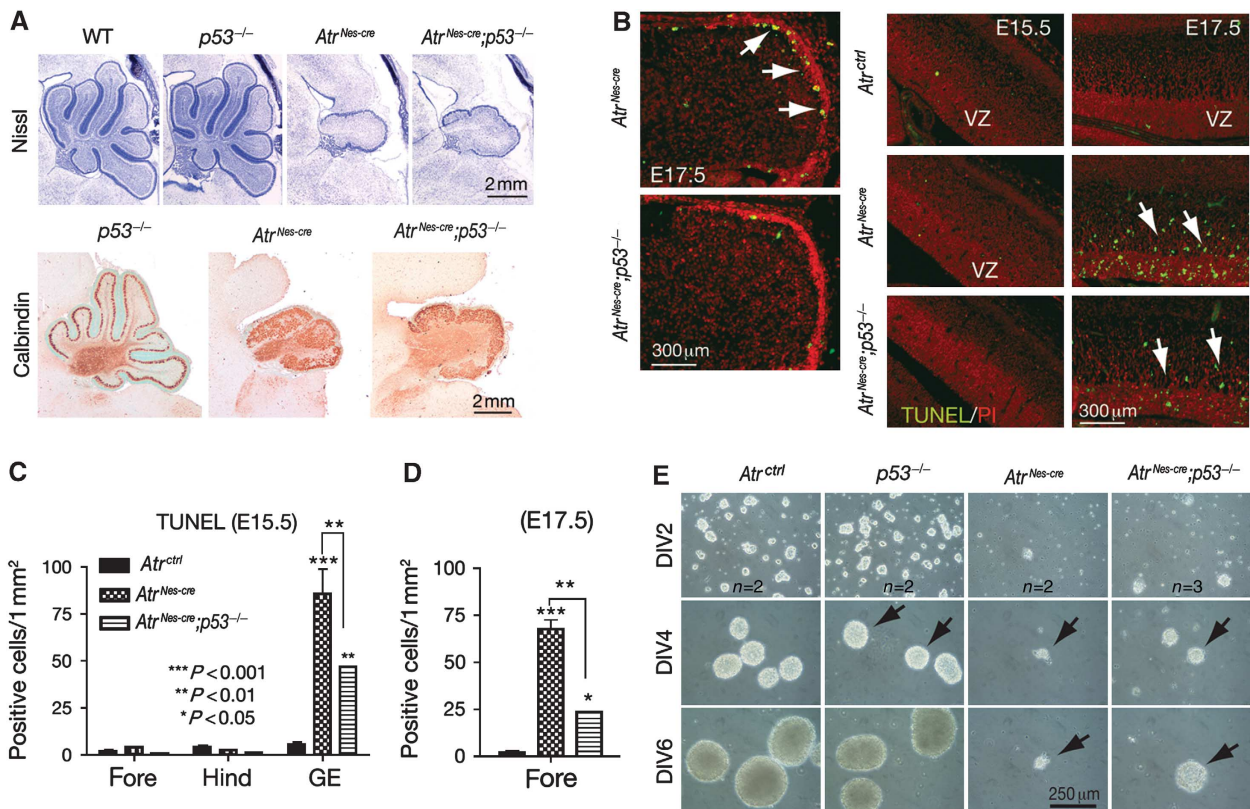 A
WT p53−/− AtrNes-cre AtrNes-cre;p53−/−
Nissl
2 mm
p53−/− AtrNes-cre AtrNes-cre;p53−/−
Calbindin
2 mm
B
AtrNes-cre
E17.5
AtrNes-cre;p53−/−
300 µm
E15.5 E17.5
Atrctrl
VZ VZ
AtrNes-cre
VZ
AtrNes-cre;p53−/−
TUNEL/PI
300 µm
C
TUNEL (E15.5)
Positive cells/1 mm2
100
75
50
25
0
Atrctrl
AtrNes-cre
AtrNes-cre;p53−/−
***P<0.001
**P<0.01
*P<0.05
**
***
**
Fore Hind GE
D
(E17.5)
Positive cells/1 mm2
100
75
50
25
0
**
***
*
Fore
E
Atrctrl p53−/− AtrNes-cre AtrNes-cre;p53−/−
DIV2
n=2 n=2 n=2 n=3
DIV4
DIV6
250 µm